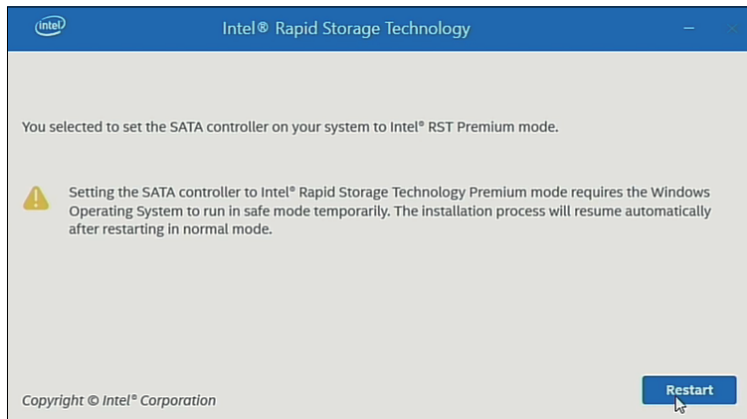 intel
Intel® Rapid Storage Technology
You selected to set the SATA controller on your system to Intel® RST Premium mode.
Setting the SATA controller to Intel® Rapid Storage Technology Premium mode requires the Windows
Operating System to run in safe mode temporarily. The installation process will resume automatically
after restarting in normal mode.
Restart
Copyright © Intel® Corporation